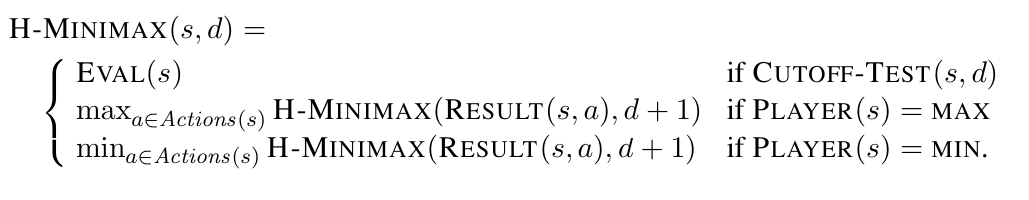 H-MINIMAX(s, d) =
EVAL(s) if CUTOFF-TEST(s, d)
max_{a∈Actions(s)} H-MINIMAX(RESULT(s, a), d + 1) if PLAYER(s) = MAX
min_{a∈Actions(s)} H-MINIMAX(RESULT(s, a), d + 1) if PLAYER(s) = MIN.